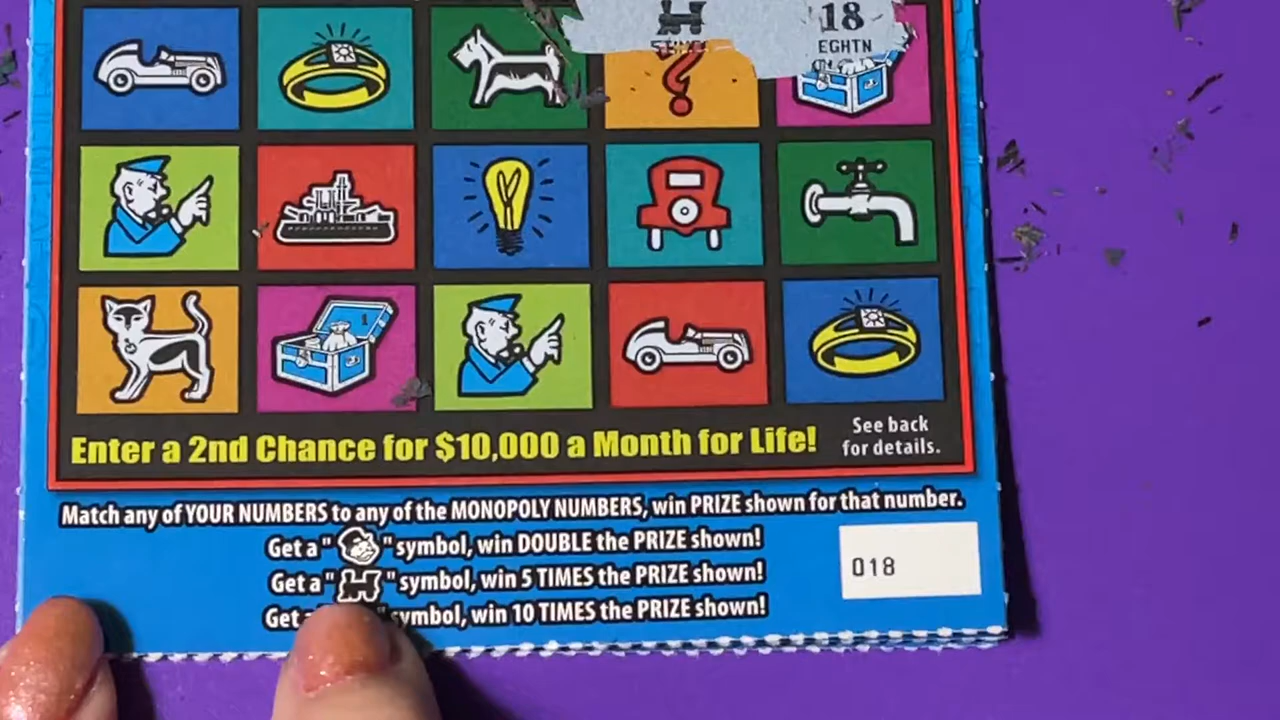 18
EGHTN
1
Enter a 2nd Chance for $10,000 a Month for Life!
See back
for details.
Match any of YOUR NUMBERS to any of the MONOPOLY NUMBERS, win PRIZE shown for that number.
Get a " " symbol, win DOUBLE the PRIZE shown!
Get a " " symbol, win 5 TIMES the PRIZE shown!
Get " symbol, win 10 TIMES the PRIZE shown!
018